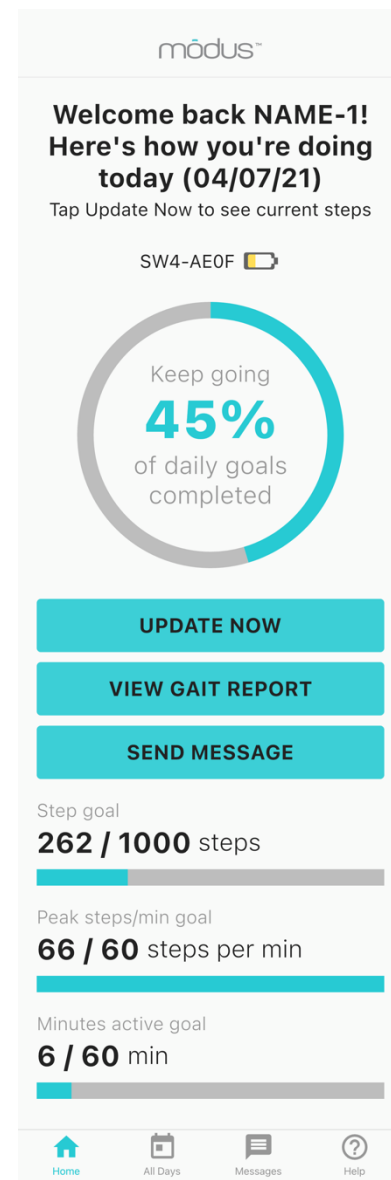 mōdus™
Welcome back NAME-1!
Here's how you're doing
today (04/07/21)
Tap Update Now to see current steps
SW4-AE0F
Keep going
45%
of daily goals
completed
UPDATE NOW
VIEW GAIT REPORT
SEND MESSAGE
Step goal
262 / 1000 steps
Peak steps/min goal
66 / 60 steps per min
Minutes active goal
6 / 60 min
Home All Days Messages Help